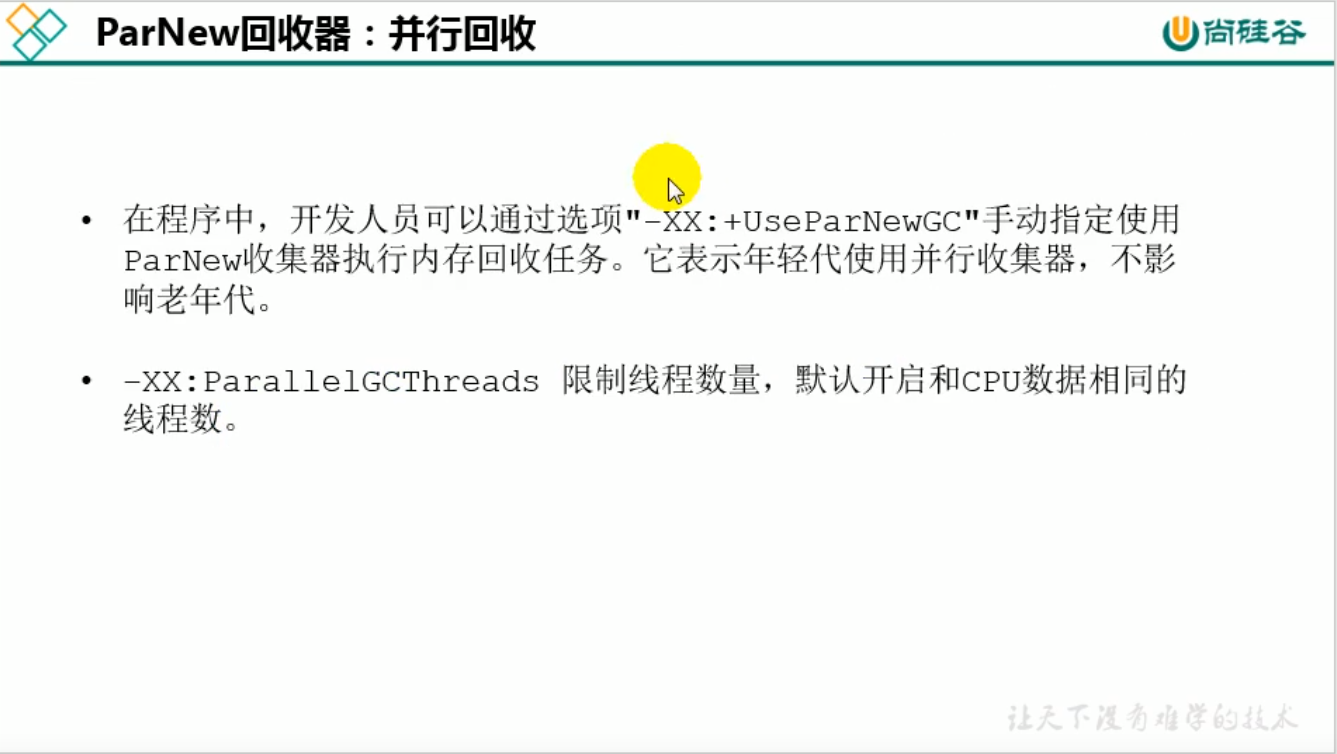 ParNew回收器：并行回收
尚硅谷
• 在程序中，开发人员可以通过选项"-XX:+UseParNewGC"手动指定使用
ParNew收集器执行内存回收任务。它表示年轻代使用并行收集器，不影
响老年代。
• -XX:ParallelGCThreads 限制线程数量，默认开启和CPU数据相同的
线程数。
让天下没有难学的技术